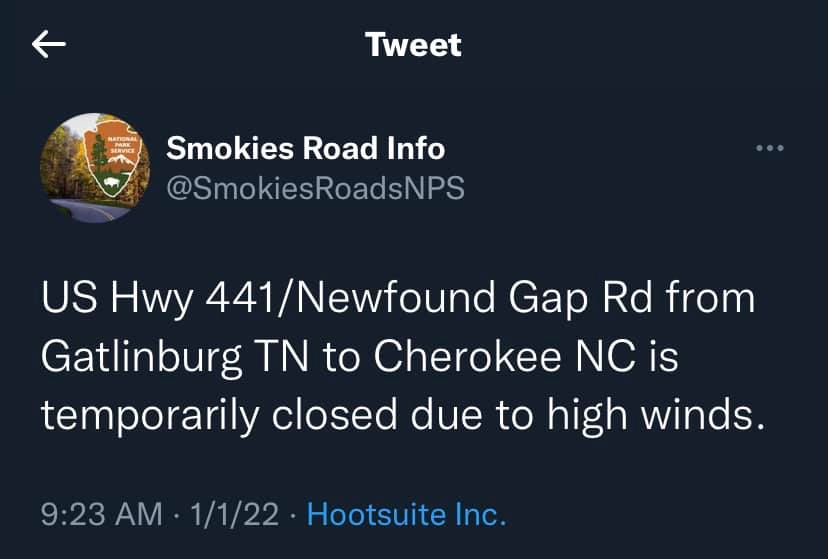 Tweet
NATIONAL
PARK
SERVICE
Smokies Road Info
@SmokiesRoadsNPS
US Hwy 441/Newfound Gap Rd from
Gatlinburg TN to Cherokee NC is
temporarily closed due to high winds.
9:23 AM · 1/1/22 · Hootsuite Inc.